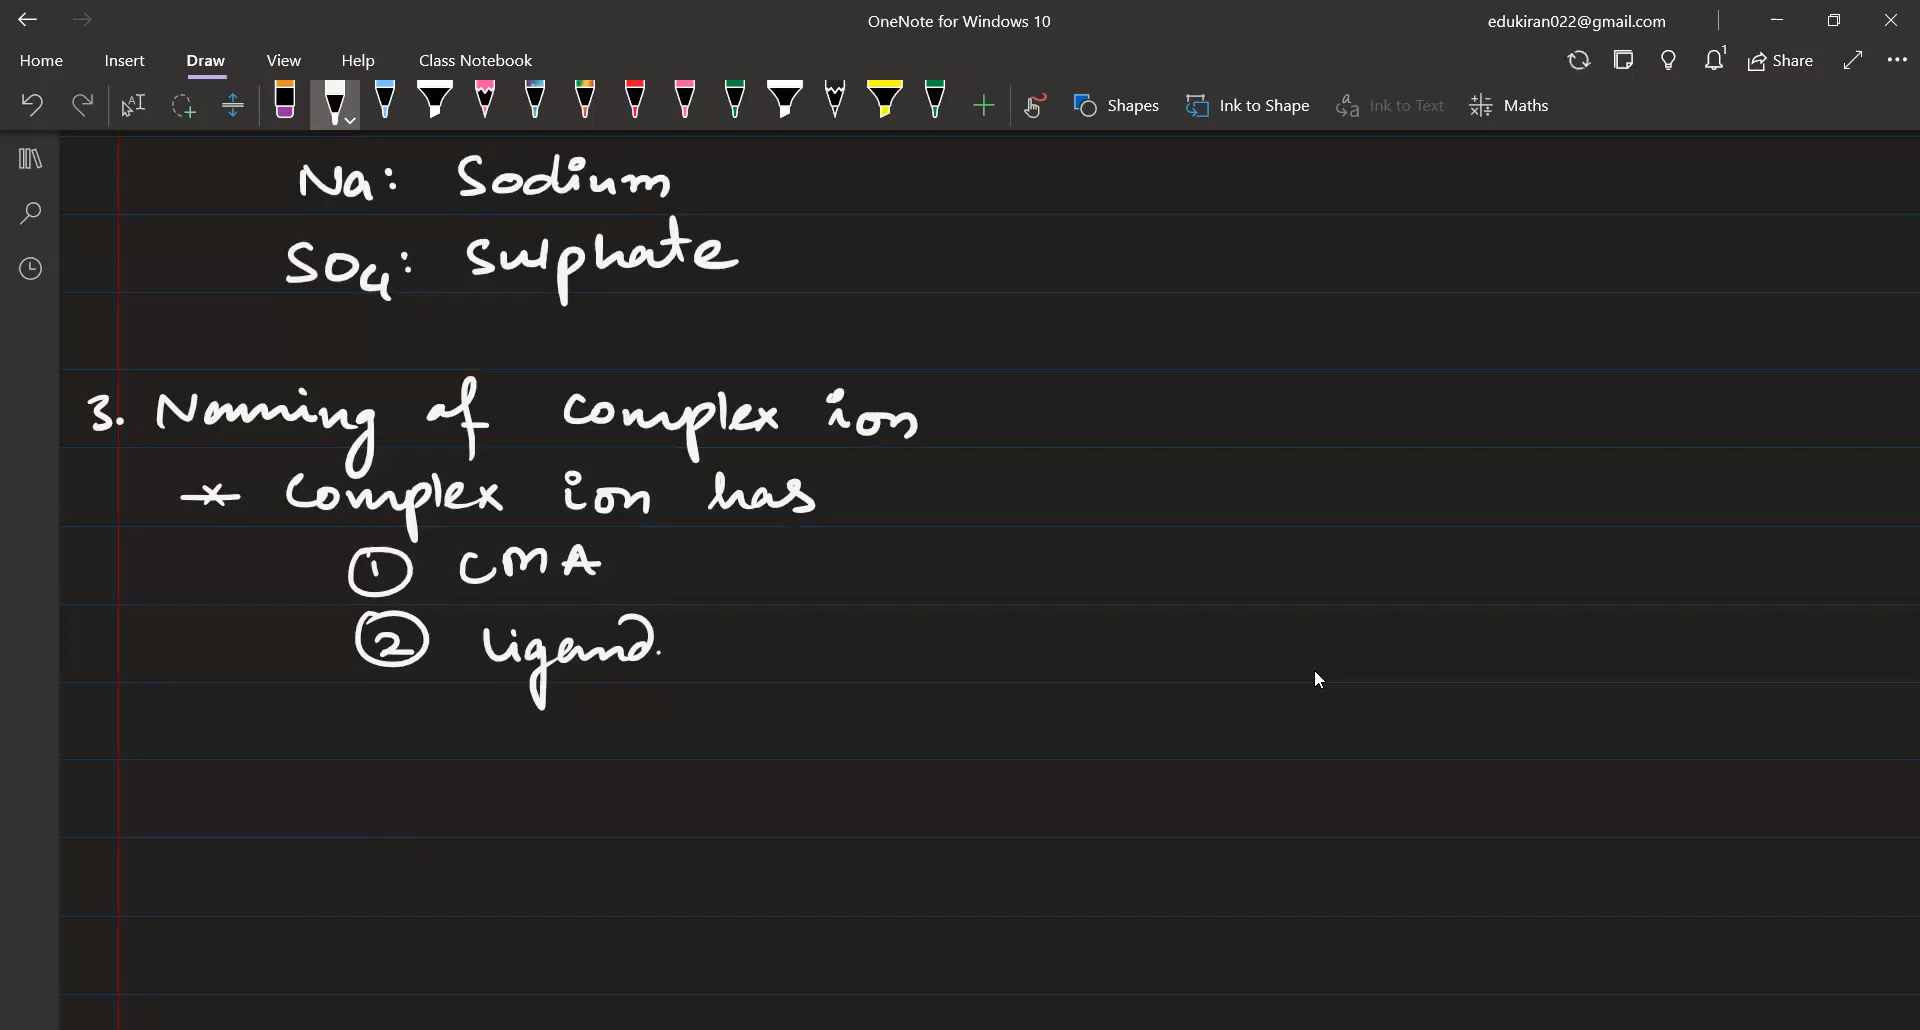 OneNote for Windows 10
edukiran022@gmail.com
Home Insert Draw View Help Class Notebook
1 Share
Shapes Ink to Shape Ink to Text Maths
Na: Sodium
SO4: Sulphate
3. Naming of complex ion
* Complex ion has
① CMA
② Ligand.